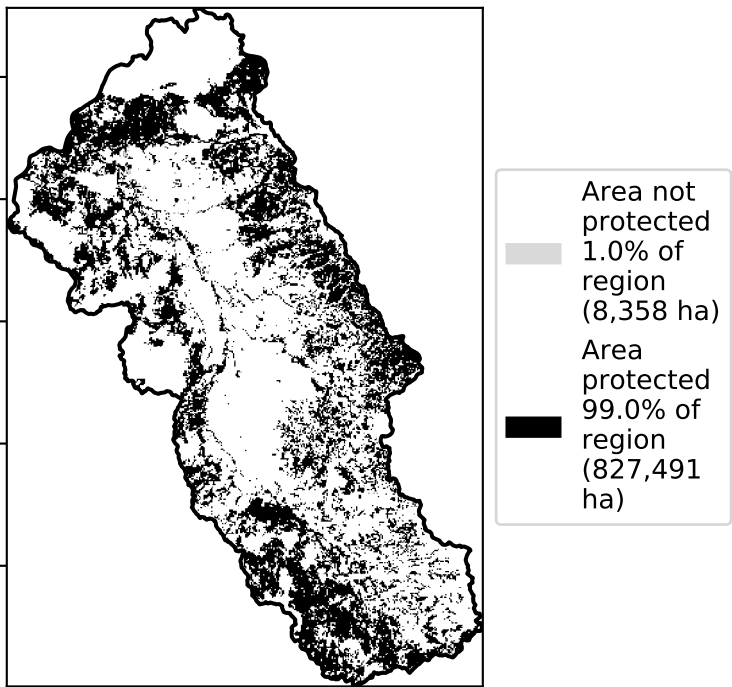 Area not
protected
1.0% of
region
(8,358 ha)
Area
protected
99.0% of
region
(827,491
ha)